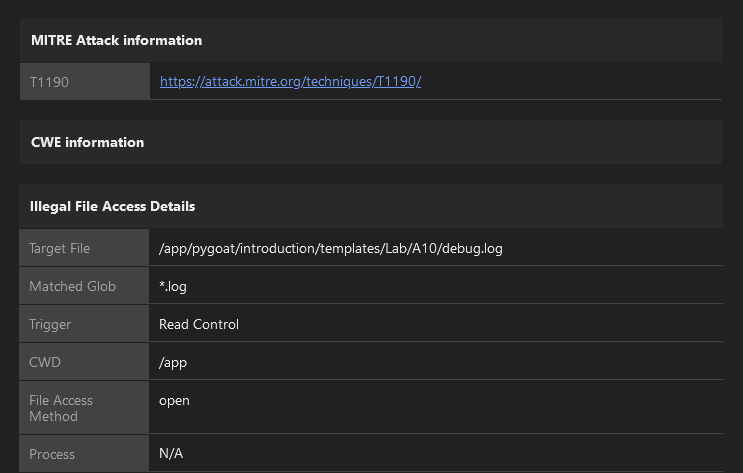 MITRE Attack information
T1190 https://attack.mitre.org/techniques/T1190/
CWE information
Illegal File Access Details
Target File /app/pygoat/introduction/templates/Lab/A10/debug.log
Matched Glob *.log
Trigger Read Control
CWD /app
File Access open
Method
Process N/A